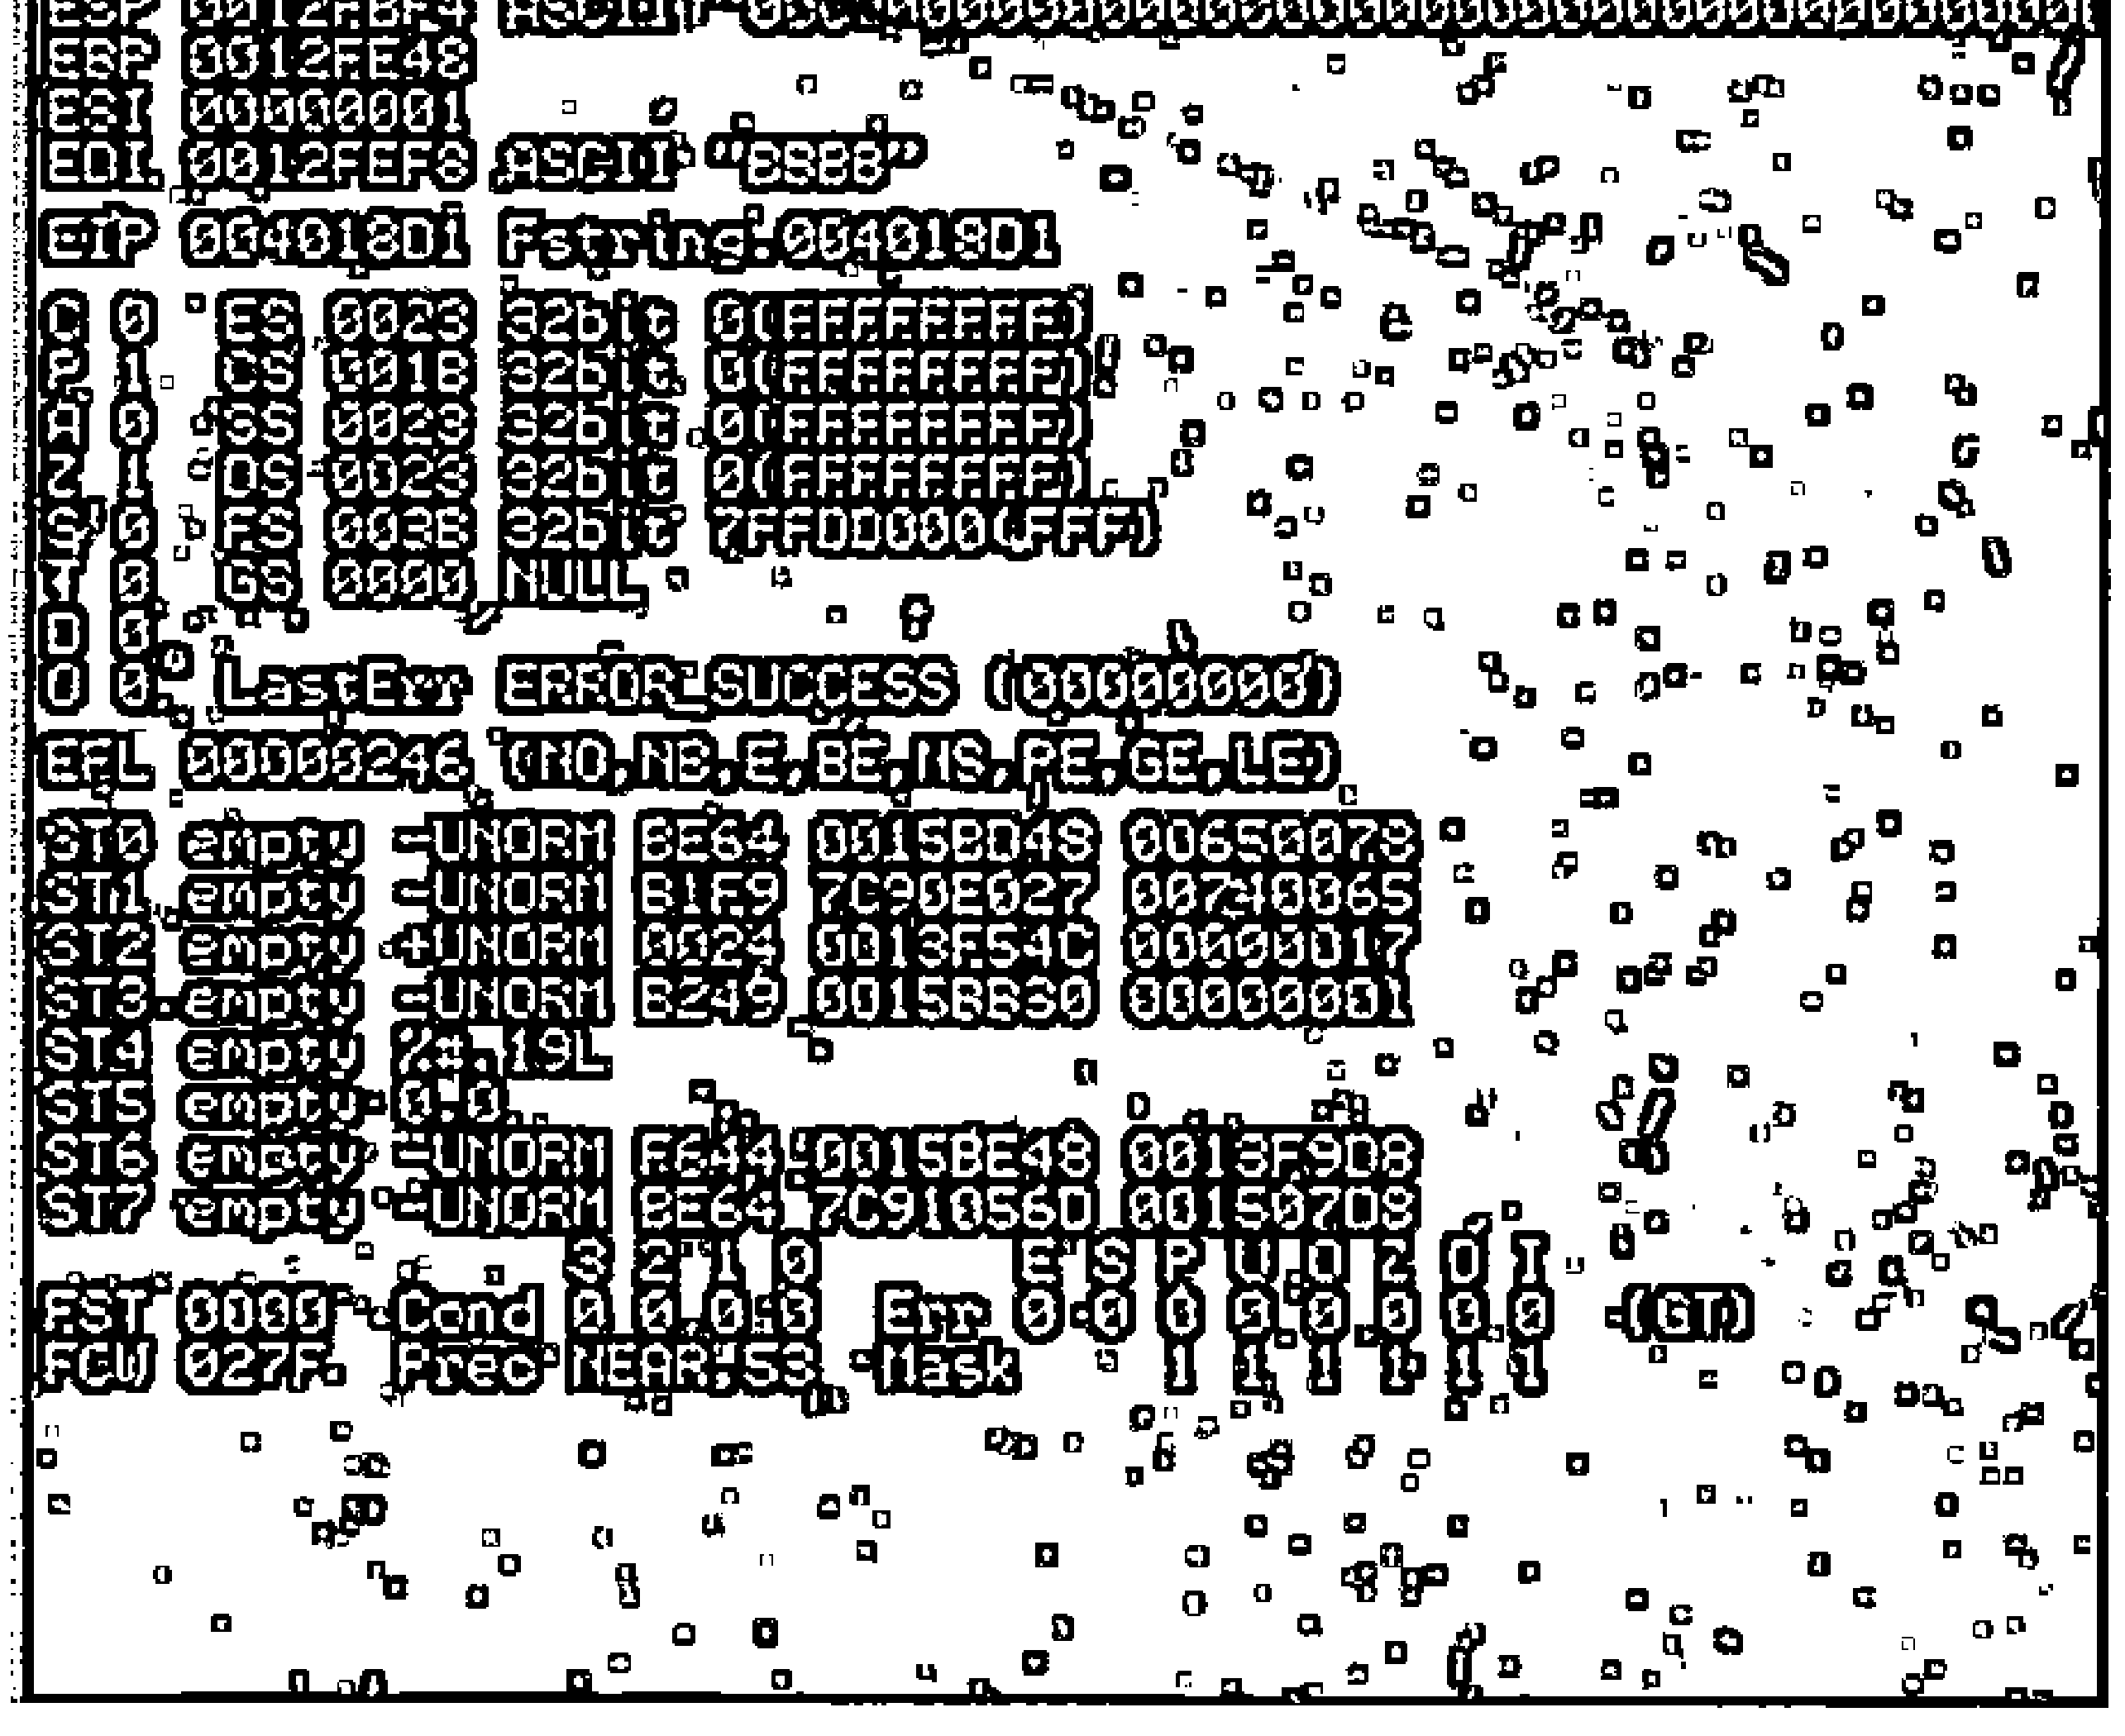 EBP 0012FE48
ESI 00000001
EDI 0012FEF8 ASCII "BBBB"
EIP 004018D1 Fstring.004018D1
C 0 ES 0023 32bit 0(FFFFFFFF)
P 1 CS 001B 32bit 0(FFFFFFFF)
A 0 SS 0023 32bit 0(FFFFFFFF)
Z 1 DS 0023 32bit 0(FFFFFFFF)
S 0 FS 003B 32bit 7FFDD000(FFF)
T 0 GS 0000 NULL
D 0
O 0 LastErr ERROR_SUCCESS (00000000)
EFL 00000246 (NO,NB,E,BE,NS,PE,GE,LE)
ST0 empty -UNORM BE64 0015BD48 00650078
ST1 empty -UNORM B1F9 7C90E027 00740065
ST2 empty +UNORM 0024 0013F54C 00000017
ST3 empty -UNORM B249 0015BB30 00000001
ST4 empty %#.19L
ST5 empty 0.0
ST6 empty -UNORM FE44 0015BE48 0013F9D8
ST7 empty -UNORM BE64 7C91056D 001507D8
3 2 1 0 E S P U O Z D I
FST 0000 Cond 0 0 0 0 Err 0 0 0 0 0 0 0 0 (GT)
FCW 027F Prec NEAR,53 Mask 1 1 1 1 1 1